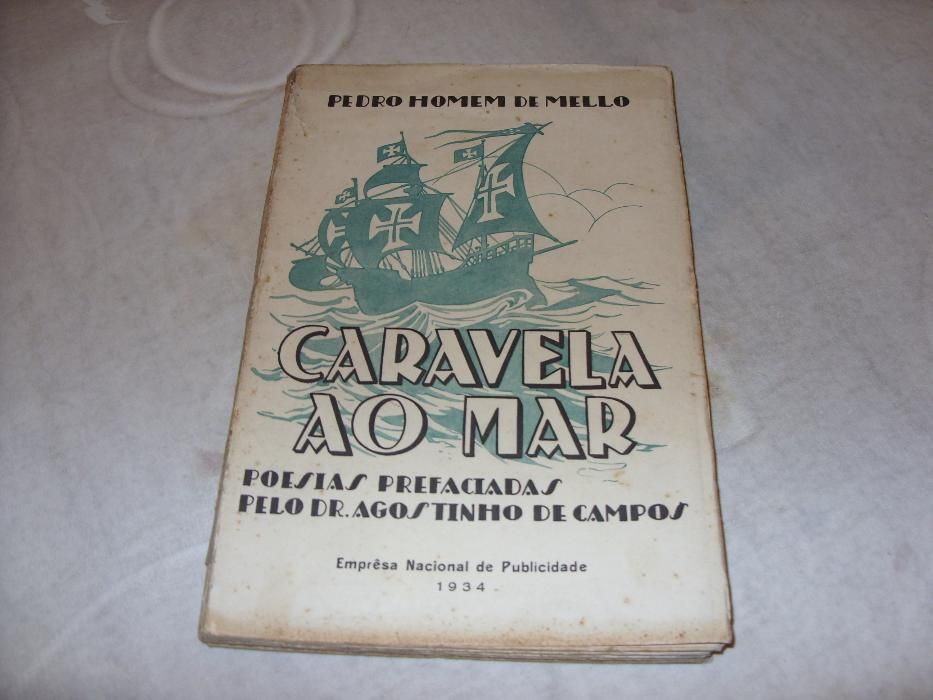 PEDRO HOMEM DE MELLO
CARAVELA
AO MAR
POESIAS PREFACIADAS
PELO DR. AGOSTINHO DE CAMPOS
Emprêsa Nacional de Publicidade
1934